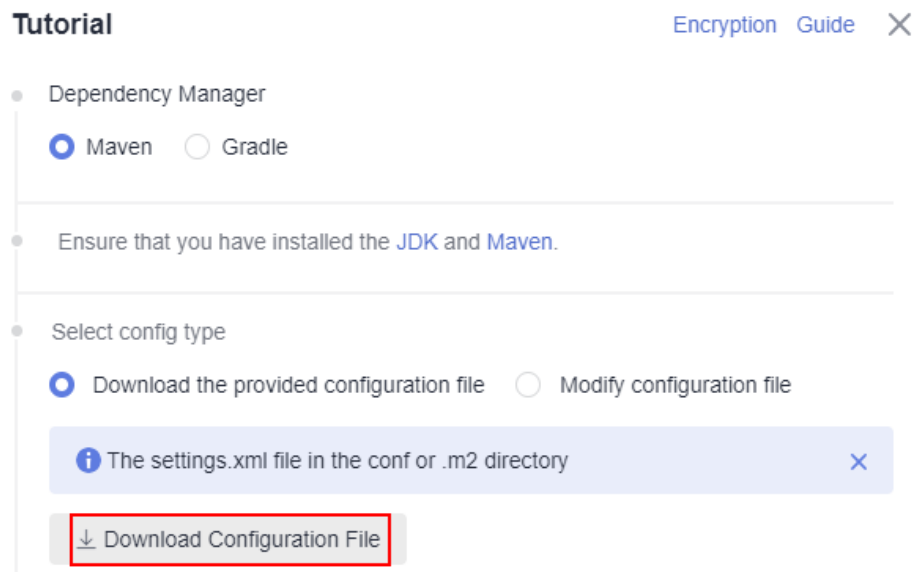 Tutorial Encryption Guide
Dependency Manager
Maven Gradle
Ensure that you have installed the JDK and Maven.
Select config type
Download the provided configuration file Modify configuration file
The settings.xml file in the conf or .m2 directory
Download Configuration File